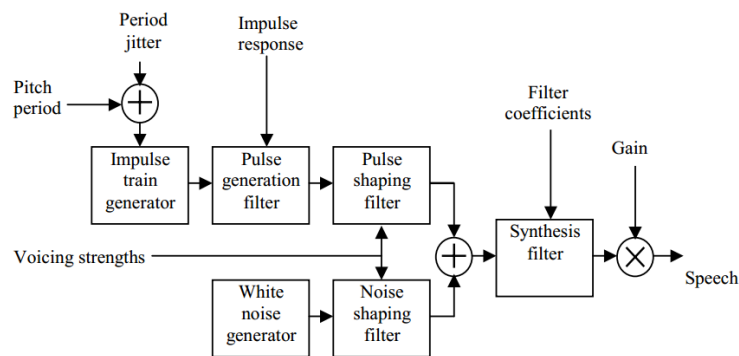 Period
jitter
Impulse
response
Pitch
period
Filter
coefficients
Gain
Impulse
train
generator
Pulse
generation
filter
Pulse
shaping
filter
Synthesis
filter
Voicing strengths
Speech
White
noise
generator
Noise
shaping
filter